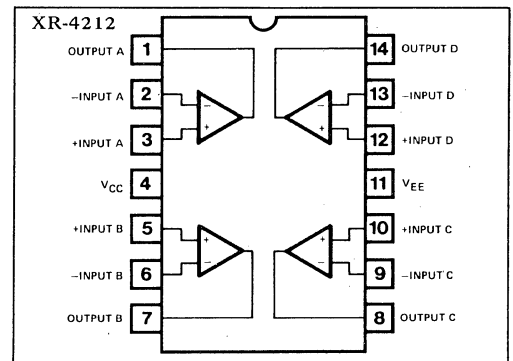 XR-4212
OUTPUT A 1
14 OUTPUT D
−INPUT A 2
13 −INPUT D
+INPUT A 3
12 +INPUT D
VCC 4
11 VEE
+INPUT B 5
10 +INPUT C
−INPUT B 6
9 −INPUT C
OUTPUT B 7
8 OUTPUT C
− +
− +
+ −
+ −